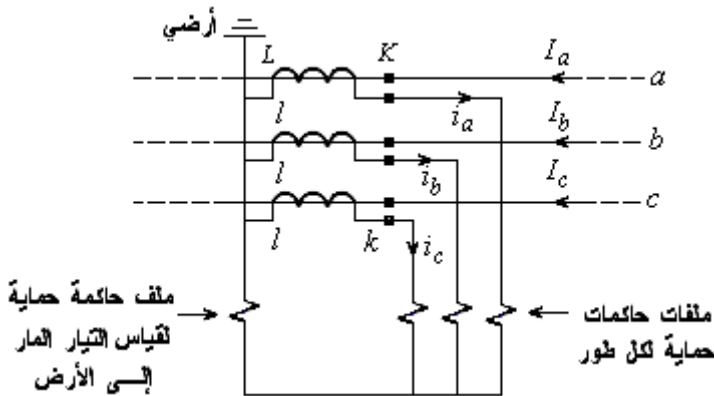 أرضي
L K I_a a
l i_a I_b b
l i_b I_c c
l k i_c
ملف حاكمة حماية
لقياس التيار المار
إلى الأرض
ملفات حاكمات
حماية لكل طور